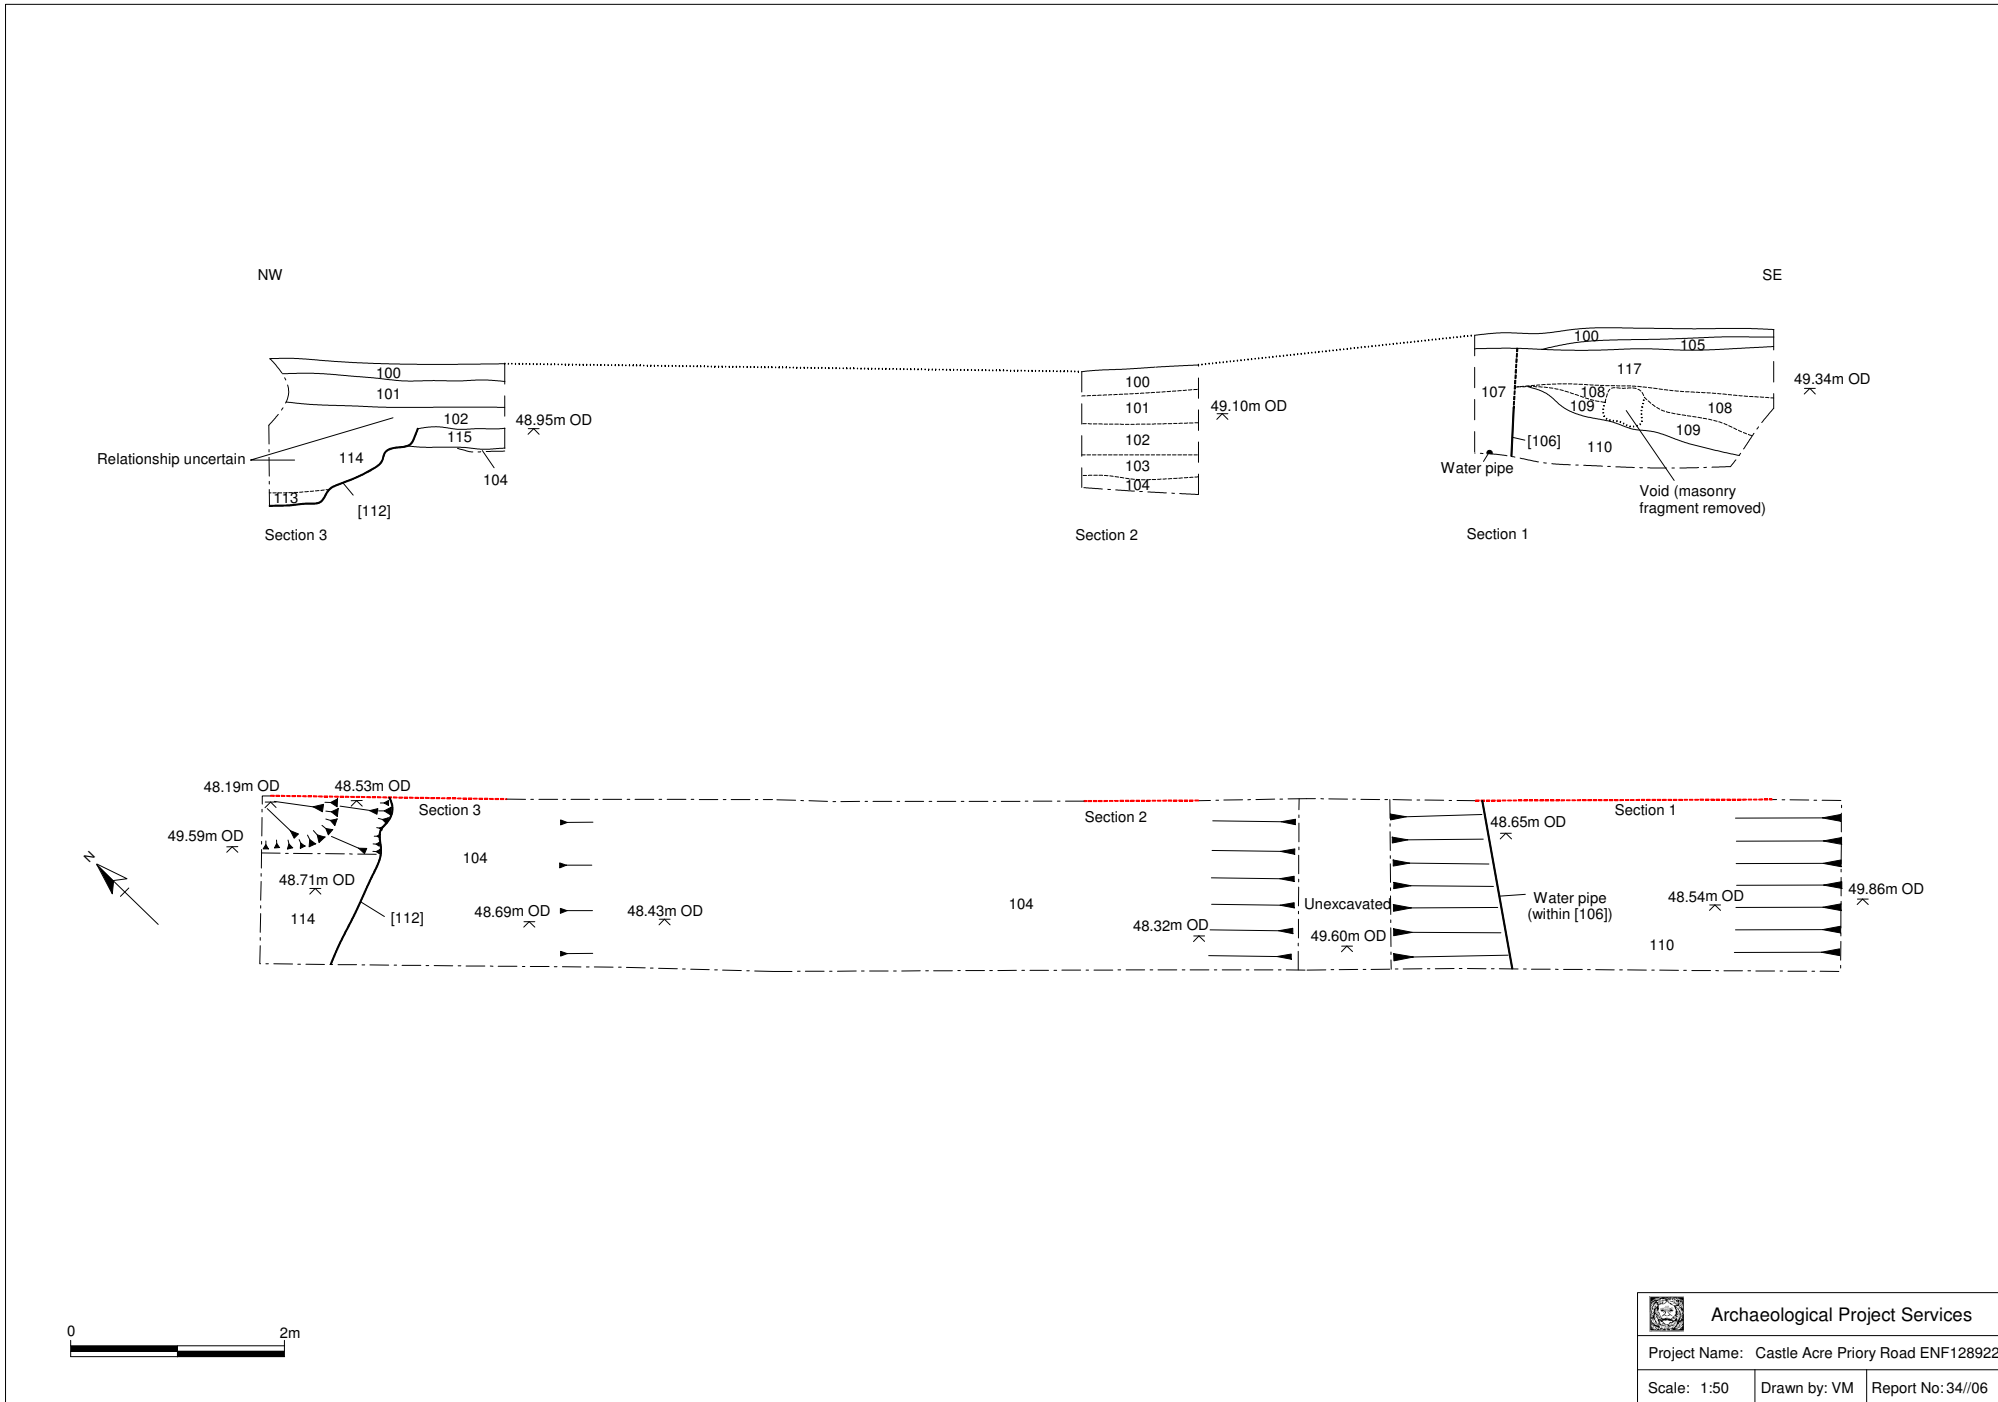 NW
SE
100
101
102
115
114
113
104
48.95m OD
Relationship uncertain
[112]
Section 3
100
101
102
103
104
49.10m OD
Section 2
100
105
117
107
108
109
108
109
110
[106]
49.34m OD
Water pipe
Void (masonry
fragment removed)
Section 1
48.19m OD
48.53m OD
Section 3
Section 2
Section 1
49.59m OD
48.65m OD
104
N
48.71m OD
114
[112]
48.69m OD
48.43m OD
104
48.32m OD
Unexcavated
49.60m OD
Water pipe
(within [106])
48.54m OD
49.86m OD
110
0
2m
Archaeological Project Services
Project Name: Castle Acre Priory Road ENF128922
Scale: 1:50
Drawn by: VM
Report No: 34//06